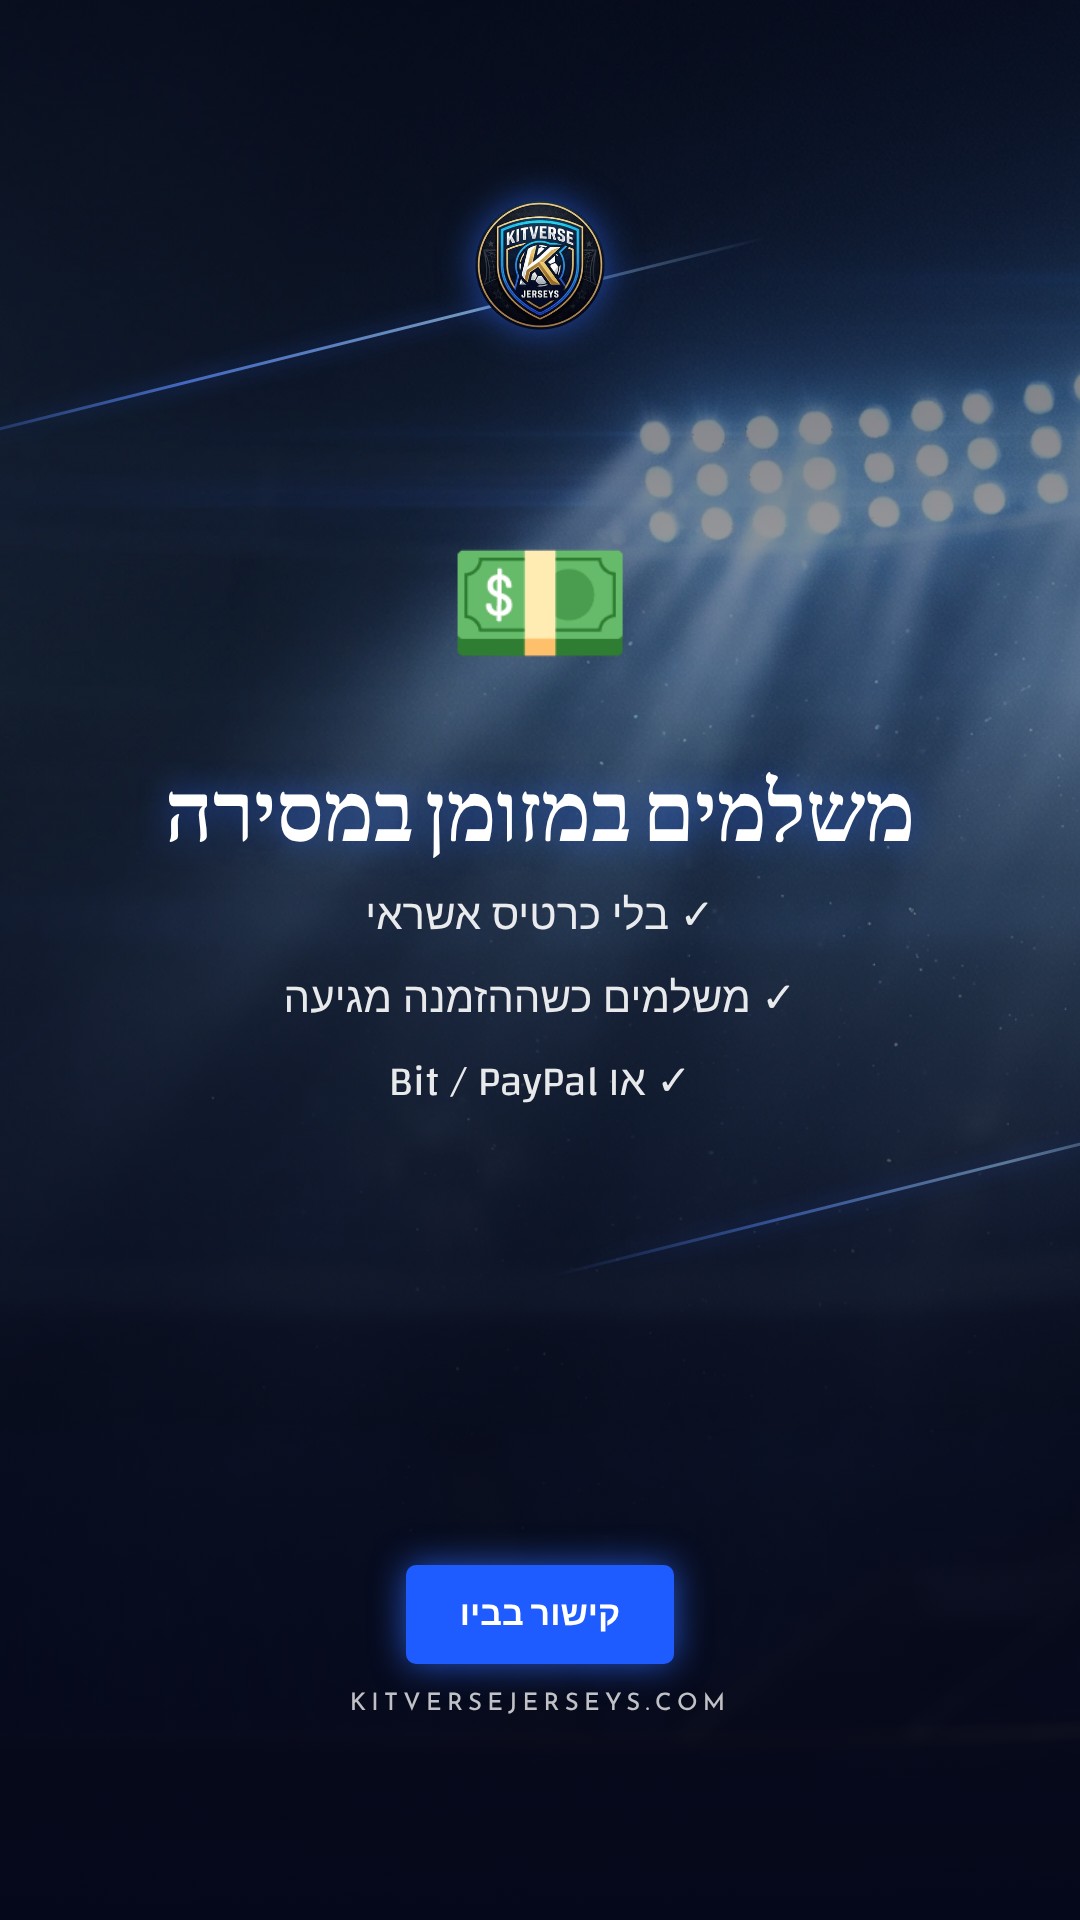 KITVERSE
K
JERSEYS
$
משלמים במזומן במסירה
✓ בלי כרטיס אשראי
✓ משלמים כשההזמנה מגיעה
✓ או Bit / PayPal
קישור בביו
KITVERSEJERSEYS.COM